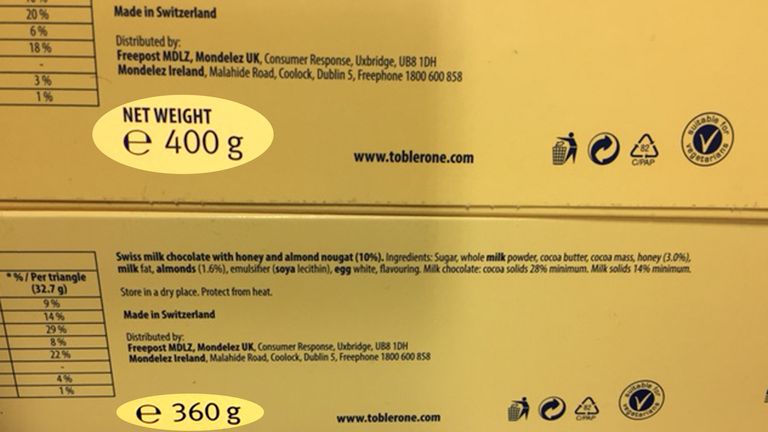 20 %
6 %
18 %
-
3 %
1 %
Made in Switzerland
Distributed by:
Freepost MDLZ, Mondelez UK, Consumer Response, Uxbridge, UB8 1DH
Mondelez Ireland, Malahide Road, Coolock, Dublin 5, Freephone 1800 600 858
NET WEIGHT
℮ 400 g
www.toblerone.com
82
C/PAP
suitable for vegetarians
* % / Per triangle
(32.7 g)
9 %
14 %
29 %
8 %
22 %
-
4 %
1 %
Swiss milk chocolate with honey and almond nougat (10%). Ingredients: Sugar, whole milk powder, cocoa butter, cocoa mass, honey (3.0%),
milk fat, almonds (1.6%), emulsifier (soya lecithin), egg white, flavouring. Milk chocolate: cocoa solids 28% minimum. Milk solids 14% minimum.
Store in a dry place. Protect from heat.
Made in Switzerland
Distributed by:
Freepost MDLZ, Mondelez UK, Consumer Response, Uxbridge, UB8 1DH
Mondelez Ireland, Malahide Road, Coolock, Dublin 5, Freephone 1800 600 858
℮ 360 g
www.toblerone.com
82
C/PAP
suitable for vegetarians